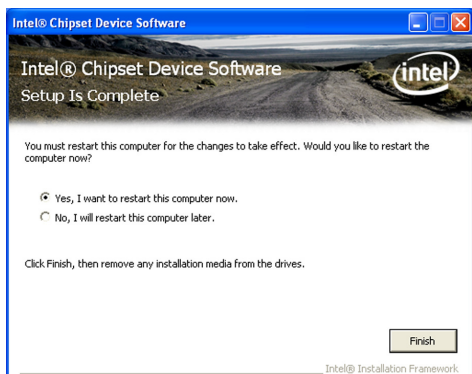 Intel® Chipset Device Software
Intel® Chipset Device Software
intel
Setup Is Complete
You must restart this computer for the changes to take effect. Would you like to restart the
computer now?
Yes, I want to restart this computer now.
No, I will restart this computer later.
Click Finish, then remove any installation media from the drives.
Finish
Intel® Installation Framework